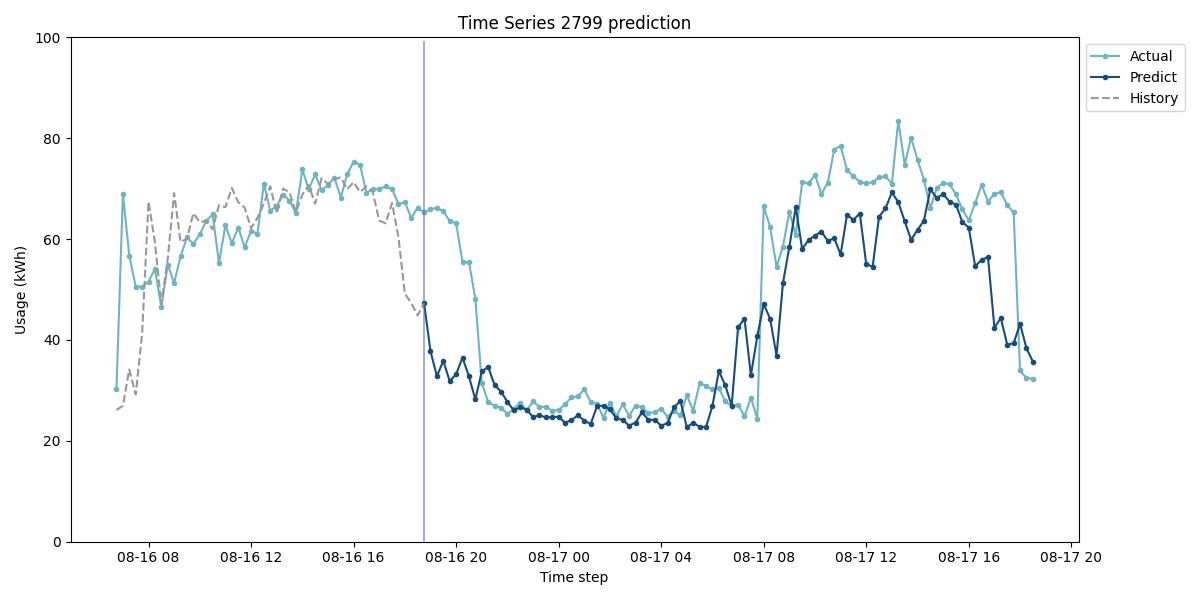 Time Series 2799 prediction
Usage (kWh)
100
80
60
40
20
0
08-16 08
08-16 12
08-16 16
08-16 20
08-17 00
08-17 04
08-17 08
08-17 12
08-17 16
08-17 20
Time step
Actual
Predict
History